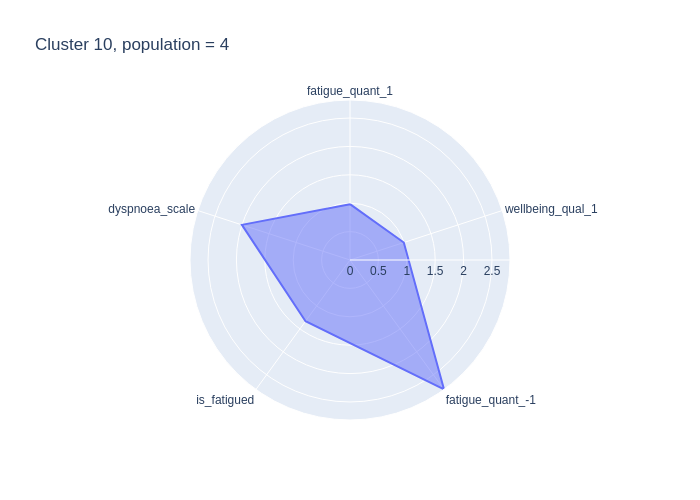 Cluster 10, population = 4
fatigue_quant_1
dyspnoea_scale
wellbeing_qual_1
0 0.5 1 1.5 2 2.5
is_fatigued
fatigue_quant_-1